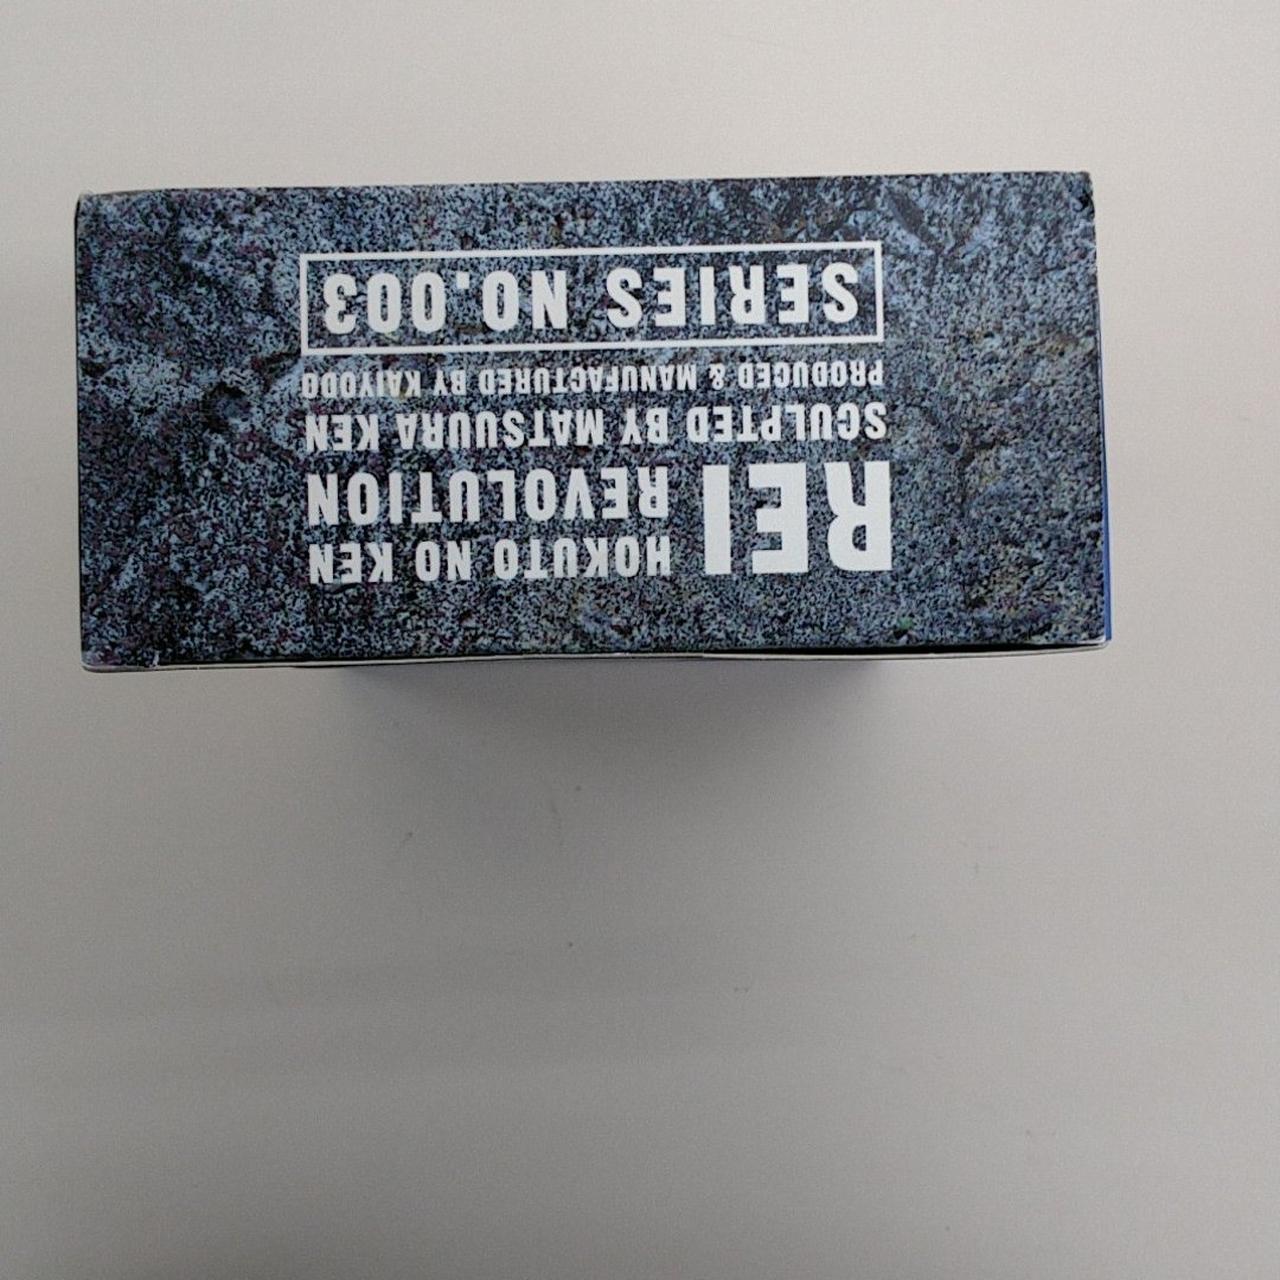 REI
HOKUTO NO KEN
REVOLUTION
SCULPTED BY MATSUURA KEN
PRODUCED & MANUFACTURED BY KAIYODO
SERIES NO.003